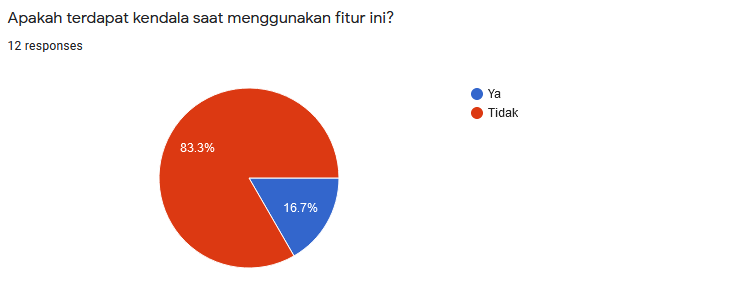 Apakah terdapat kendala saat menggunakan fitur ini?
12 responses
Ya
Tidak
83.3%
16.7%